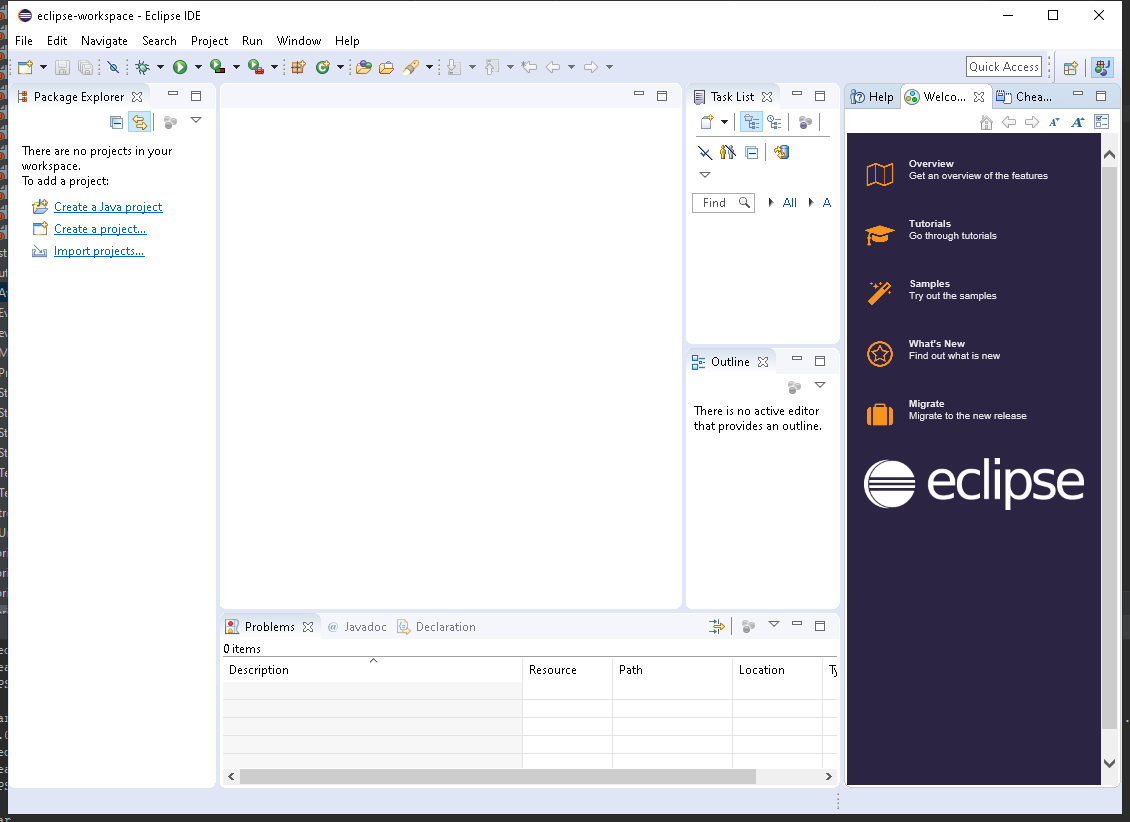 eclipse-workspace - Eclipse IDE
File Edit Navigate Search Project Run Window Help
Quick Access
Package Explorer
There are no projects in your
workspace.
To add a project:
Create a Java project
Create a project...
Import projects...
Task List
Find
All
A
Outline
There is no active editor
that provides an outline.
Help
Welco...
Chea...
Overview
Get an overview of the features
Tutorials
Go through tutorials
Samples
Try out the samples
What's New
Find out what is new
Migrate
Migrate to the new release
eclipse
Problems @ Javadoc Declaration
0 items
Description Resource Path Location Ty